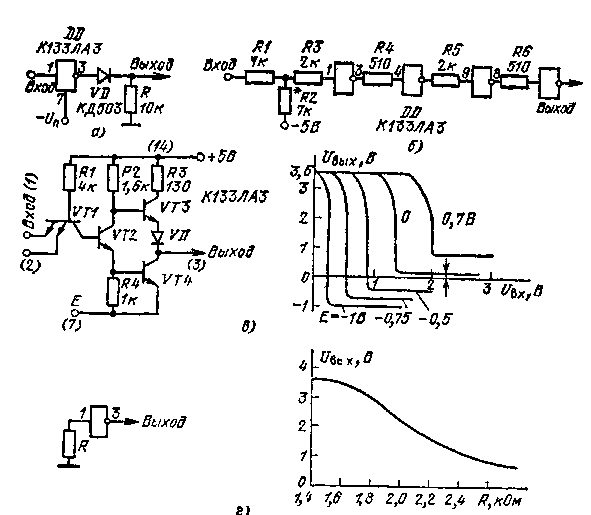 DD
К133ЛА3
1
3
Выход
Вход
7
VD
КД503
R
10к
-Uп
а)
Вход
R1
4к
R3
2к
1
3
R4
510
4
R5
2к
9
8
R6
510
*R2
7к
-5В
DD
К133ЛА3
Выход
б)
(14)
+5В
R1
4к
R2
1,6к
R3
130
К133ЛА3
Вход (1)
VT1
VT2
VT3
VD
(2)
(3)
Выход
R4
1к
VT4
E
(7)
в)
Uвых, В
3,6
3
2
1
0
-1
0
0,7В
1
2
3
Uвх, В
E=-1В
-0,75
-0,5
1
3
Выход
R
Uвых, В
4
3
2
1
0
1,4
1,6
1,8
2,0
2,2
2,4
R, кОм
г)